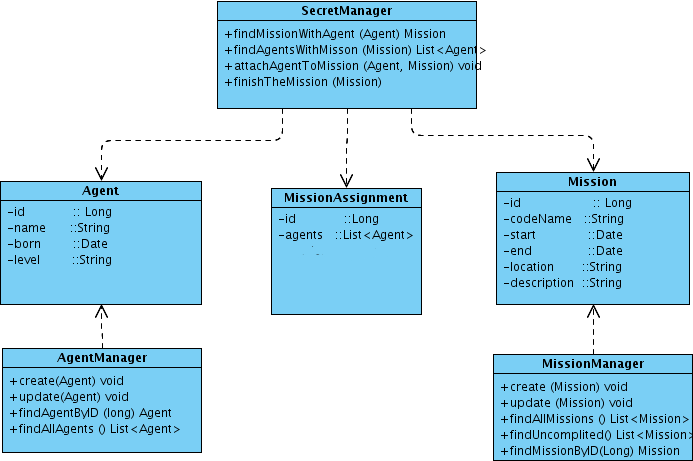 SecretManager
+findMissionWithAgent (Agent) Mission
+findAgentsWithMisson (Mission) List<Agent>
+attachAgentToMission (Agent, Mission) void
+finishTheMission (Mission)
Agent
-id :: Long
-name ::String
-born ::Date
-level ::String
MissionAssignment
-id ::Long
-agents ::List<Agent>
Mission
-id :: Long
-codeName ::String
-start ::Date
-end ::Date
-location ::String
-description ::String
AgentManager
+create(Agent) void
+update(Agent) void
+findAgentByID (long) Agent
+findAllAgents () List<Agent>
MissionManager
+create (Mission) void
+update (Mission) void
+findAllMissions () List<Mission>
+findUncomplited() List<Mission>
+findMissionByID(Long) Mission